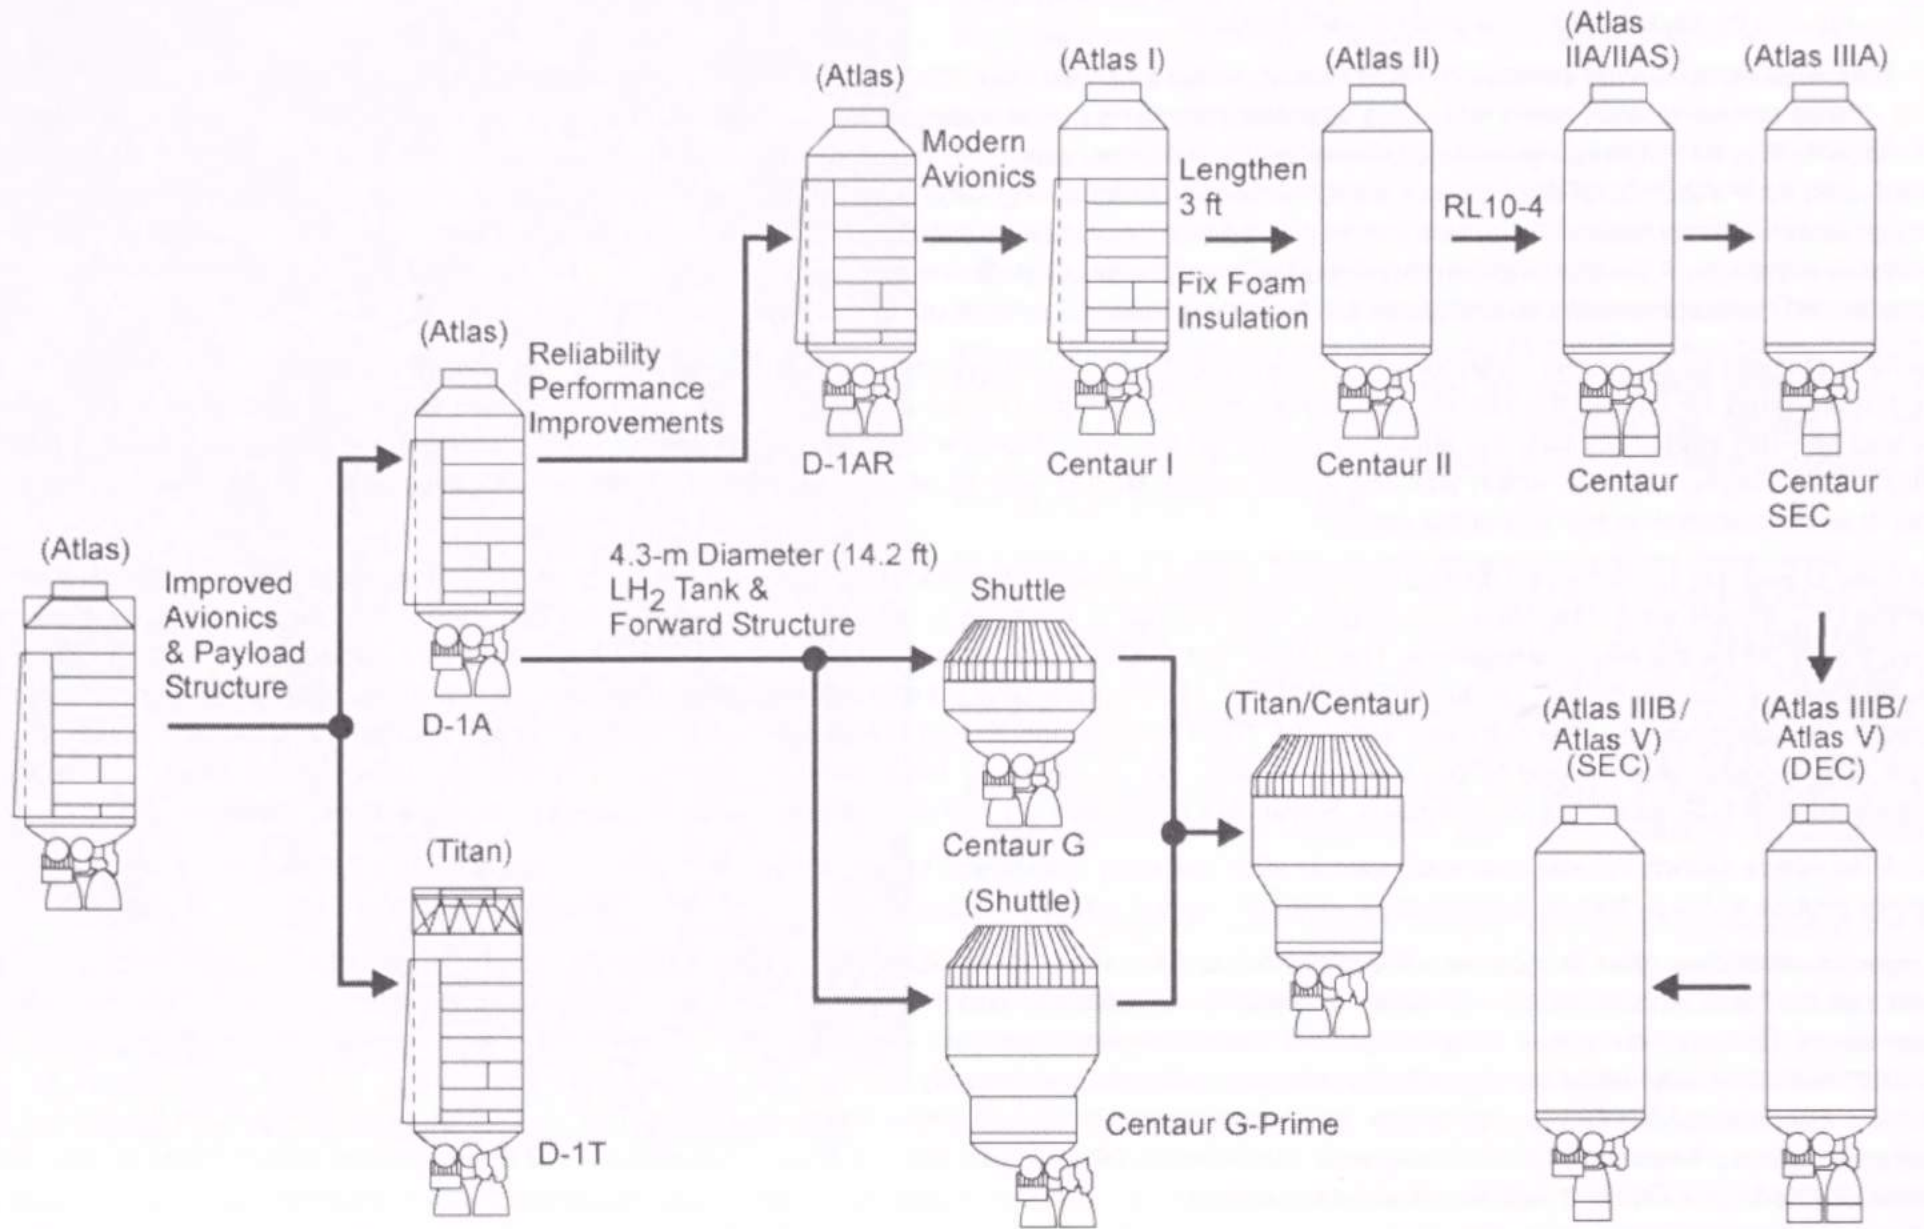 (Atlas)
Improved
Avionics
& Payload
Structure
(Atlas)
D-1A
(Titan)
D-1T
Reliability
Performance
Improvements
(Atlas)
D-1AR
Modern
Avionics
(Atlas I)
Centaur I
Lengthen
3 ft
Fix Foam
Insulation
(Atlas II)
Centaur II
RL10-4
(Atlas
IIA/IIAS)
Centaur
(Atlas IIIA)
Centaur
SEC
4.3-m Diameter (14.2 ft)
LH2 Tank &
Forward Structure
Shuttle
Centaur G
(Shuttle)
Centaur G-Prime
(Titan/Centaur)
(Atlas IIIB/
Atlas V)
(SEC)
(Atlas IIIB/
Atlas V)
(DEC)